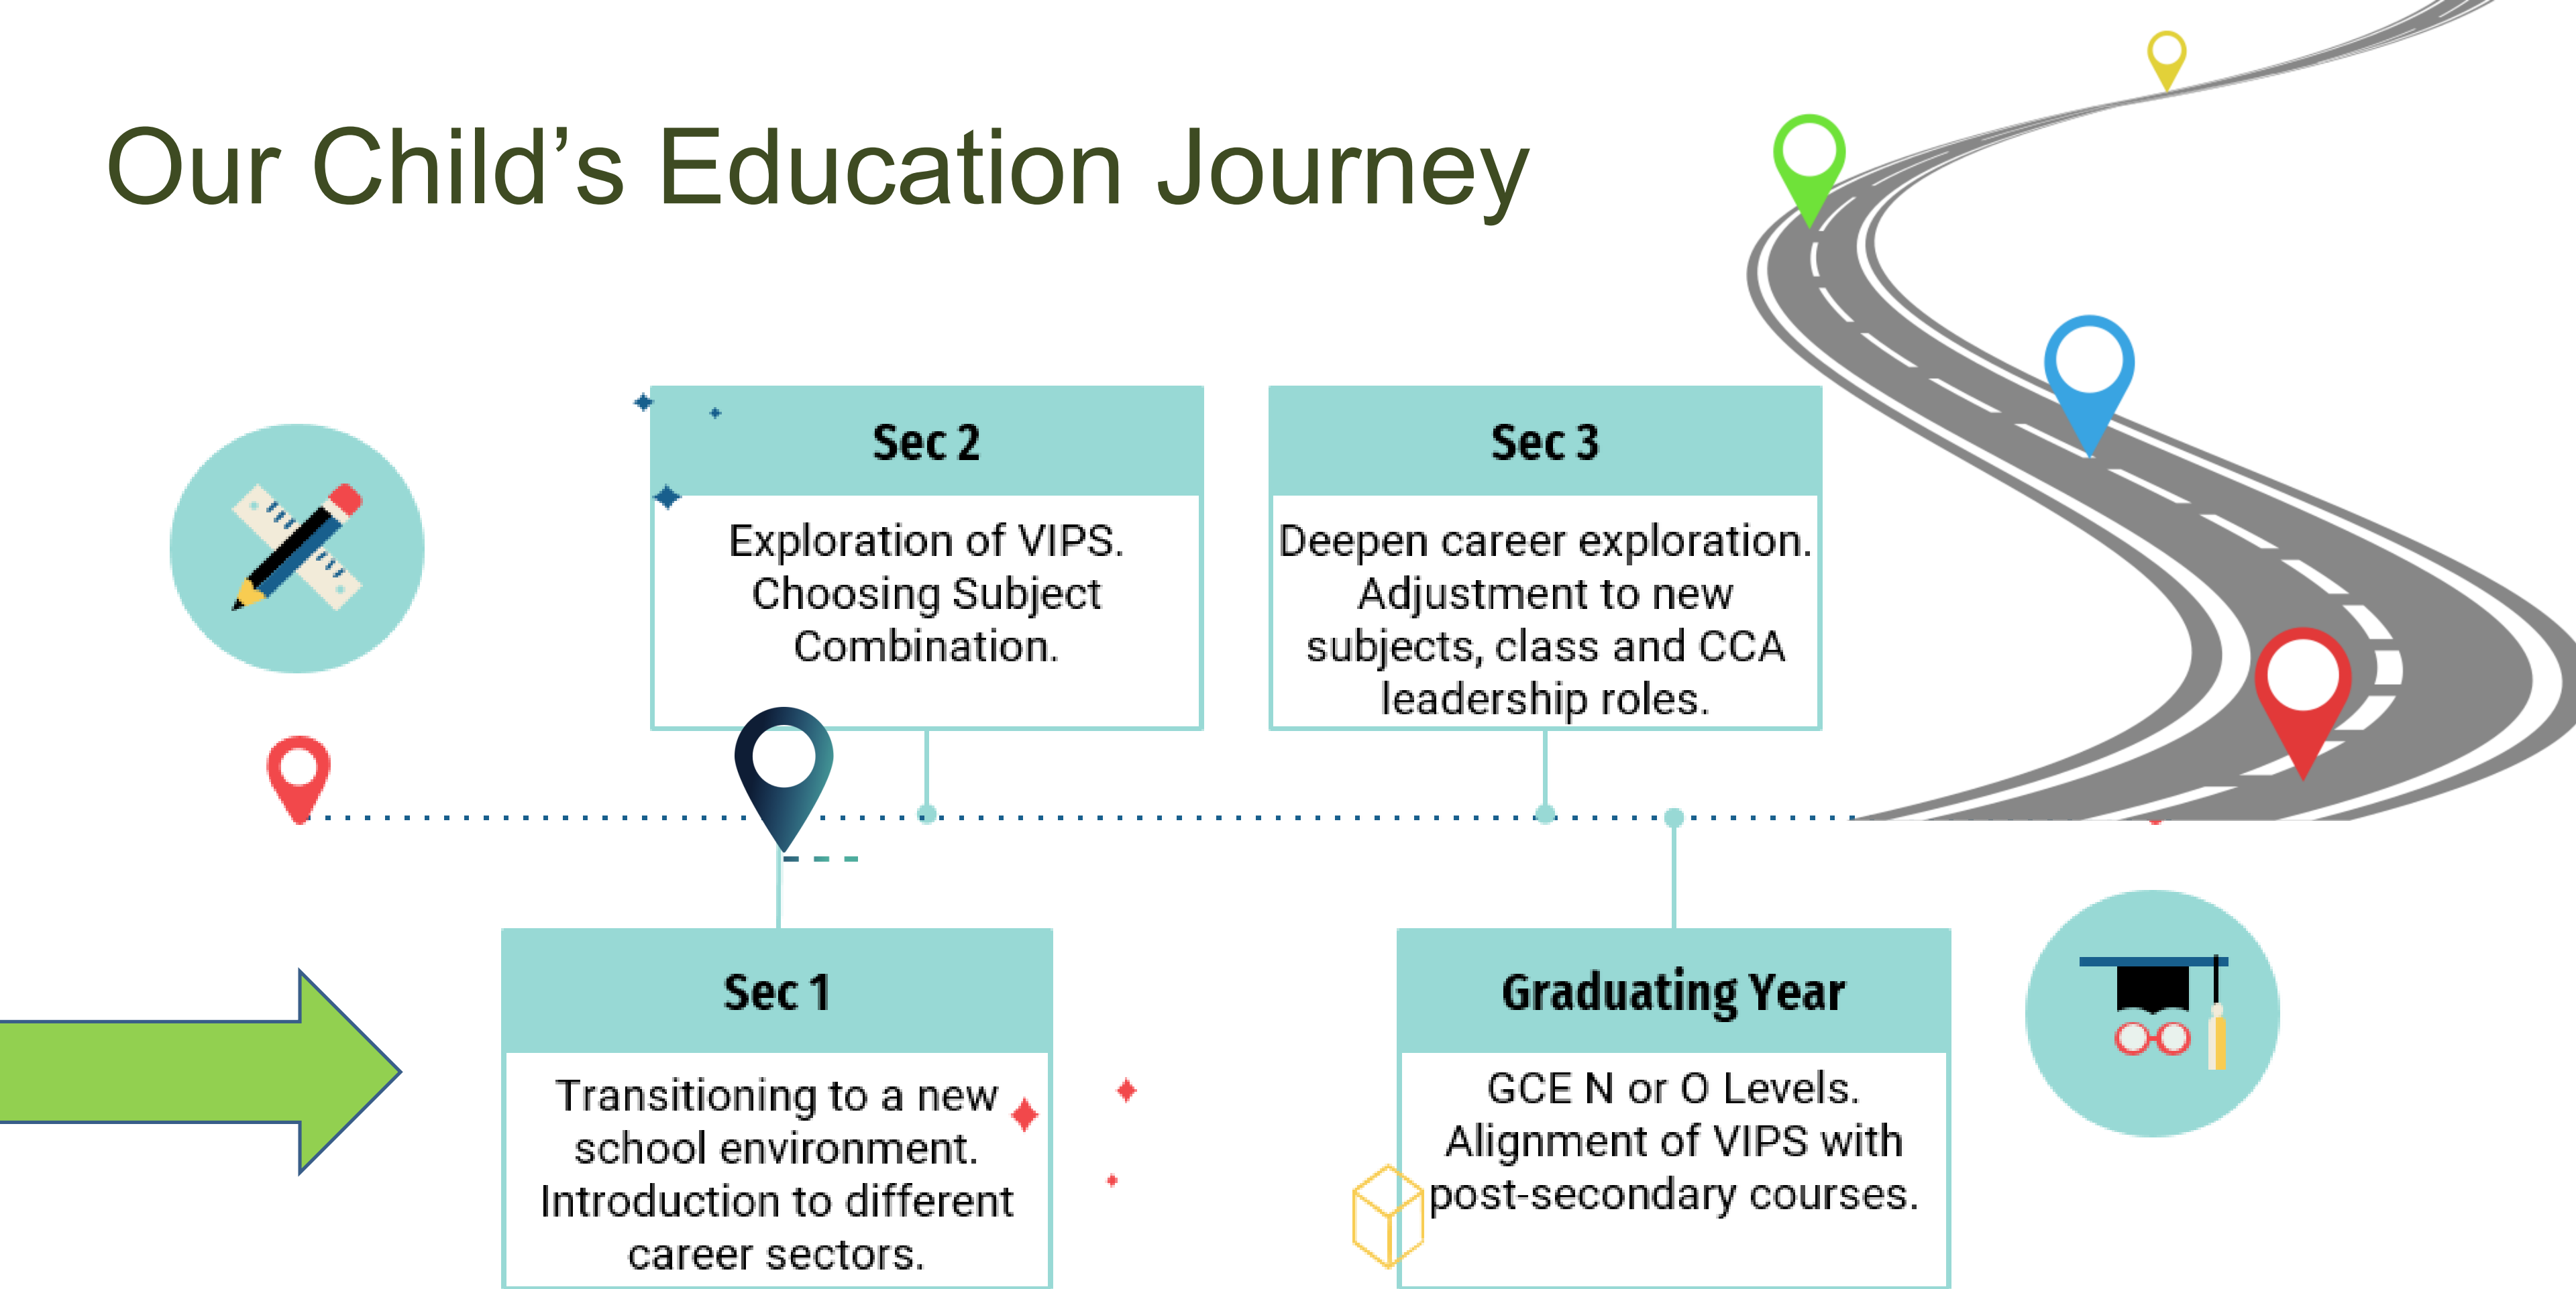 Our Child’s Education Journey
Sec 2
Exploration of VIPS.
Choosing Subject
Combination.
Sec 3
Deepen career exploration.
Adjustment to new
subjects, class and CCA
leadership roles.
Sec 1
Transitioning to a new
school environment.
Introduction to different
career sectors.
Graduating Year
GCE N or O Levels.
Alignment of VIPS with
post-secondary courses.